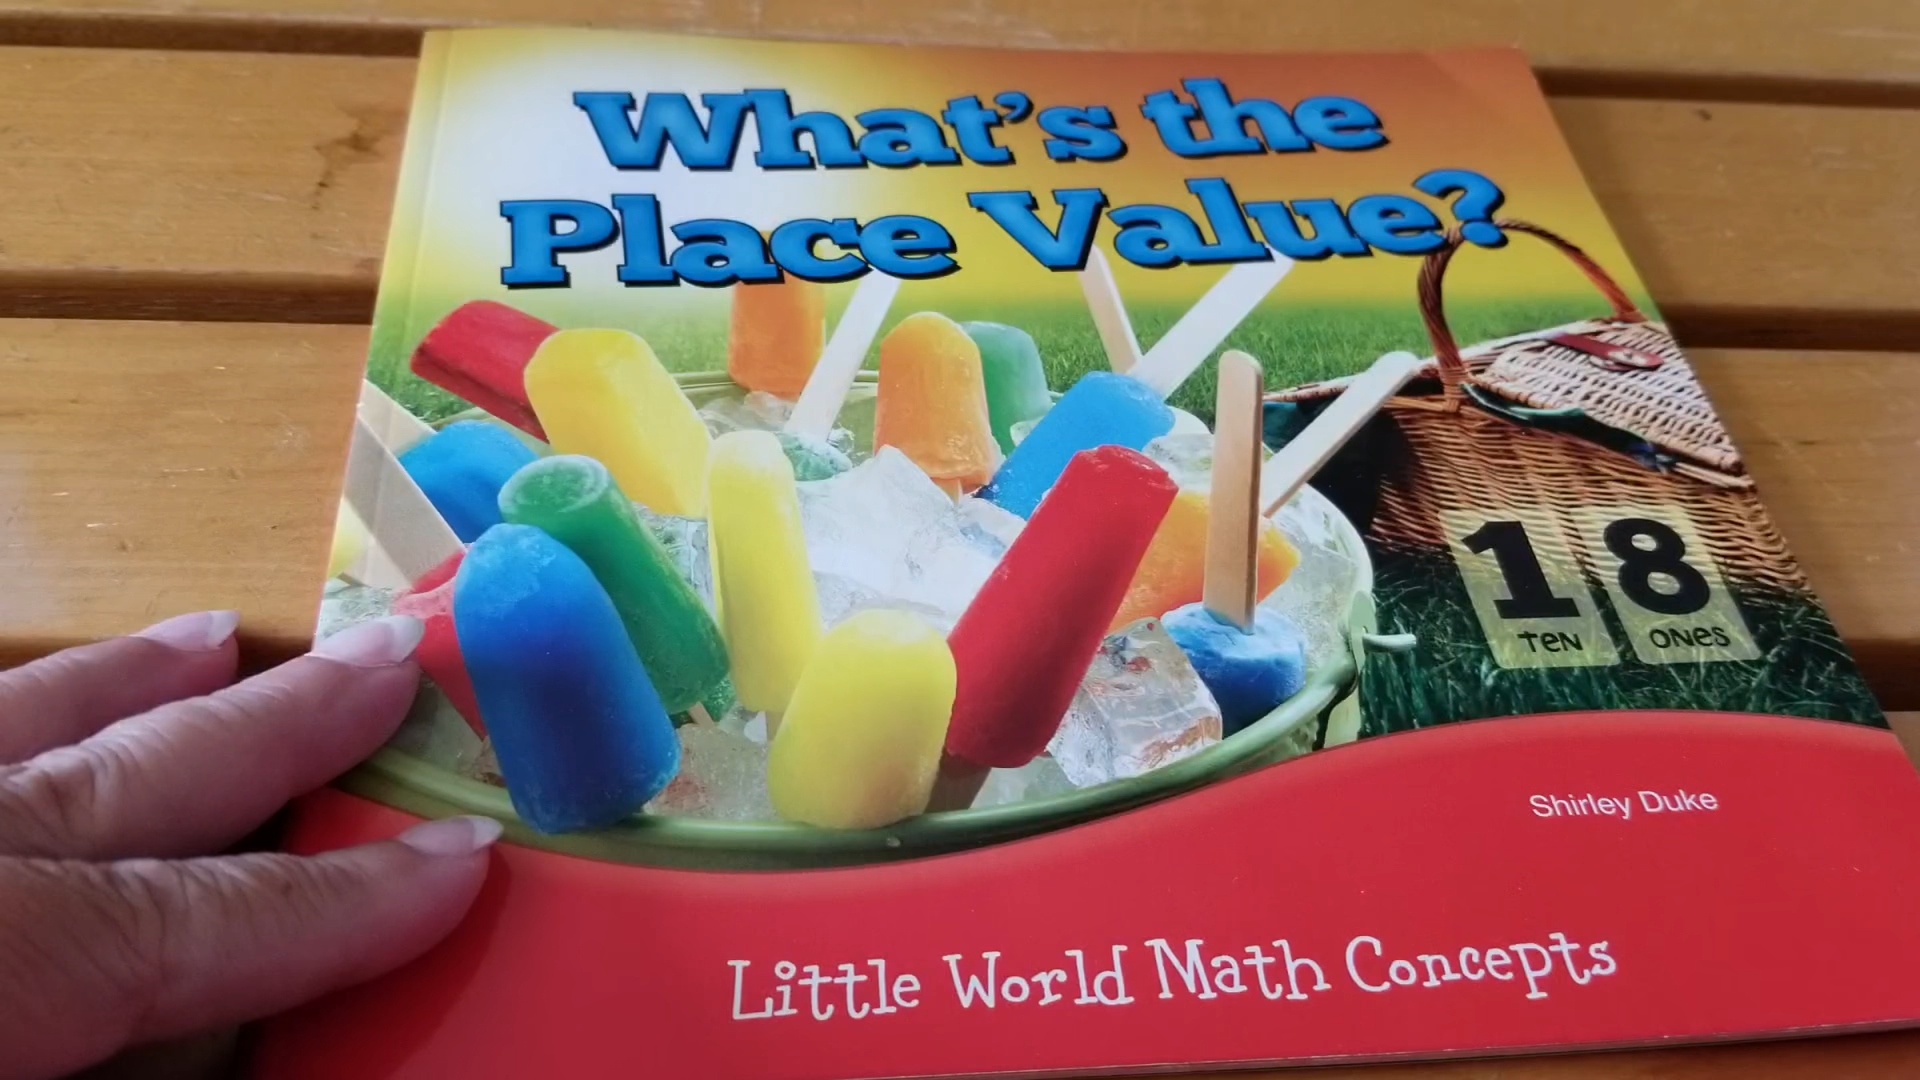 What's the
Place Value?
1 8
TEN ONES
Shirley Duke
Little World Math Concepts